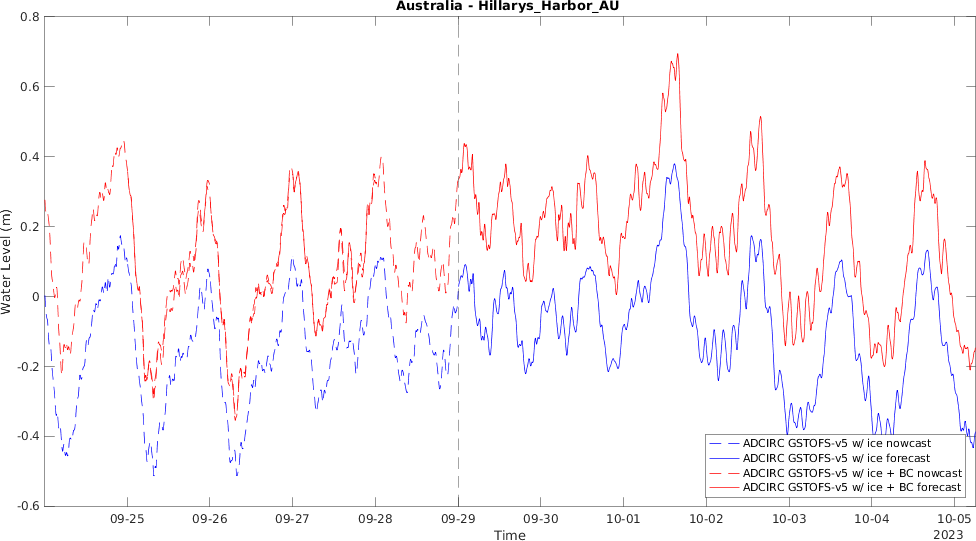 Australia - Hillarys_Harbor_AU
Water Level (m)
0.8
0.6
0.4
0.2
0
-0.2
-0.4
-0.6
ADCIRC GSTOFS-v5 w/ ice nowcast
ADCIRC GSTOFS-v5 w/ ice forecast
ADCIRC GSTOFS-v5 w/ ice + BC nowcast
ADCIRC GSTOFS-v5 w/ ice + BC forecast
09-25 09-26 09-27 09-28 09-29 09-30 10-01 10-02 10-03 10-04 10-05
Time
2023